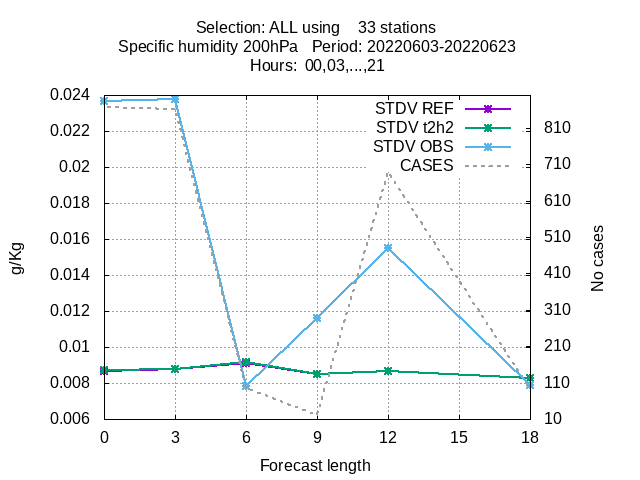 Selection: ALL using    33 stations
Specific humidity 200hPa   Period: 20220603-20220623
Hours:  00,03,...,21
STDV REF
STDV t2h2
STDV OBS
CASES
0.024
0.022
0.02
0.018
0.016
0.014
0.012
0.01
0.008
0.006
g/Kg
810
710
610
510
410
310
210
110
10
No cases
0 3 6 9 12 15 18
Forecast length